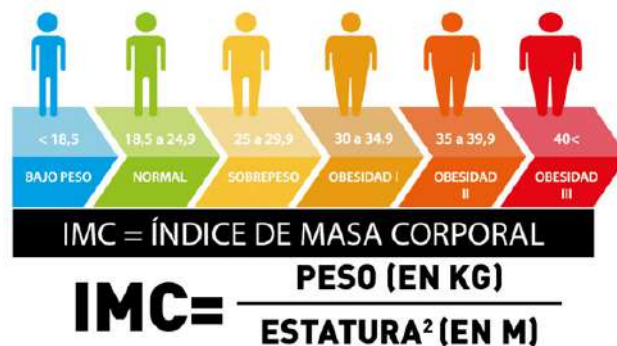 < 18,5 18,5 a 24,9 25 a 29,9 30 a 34.9 35 a 39,9 40<
BAJO PESO NORMAL SOBREPESO OBESIDAD I OBESIDAD II OBESIDAD III
IMC = ÍNDICE DE MASA CORPORAL
PESO (EN KG)
IMC=
ESTATURA² (EN M)